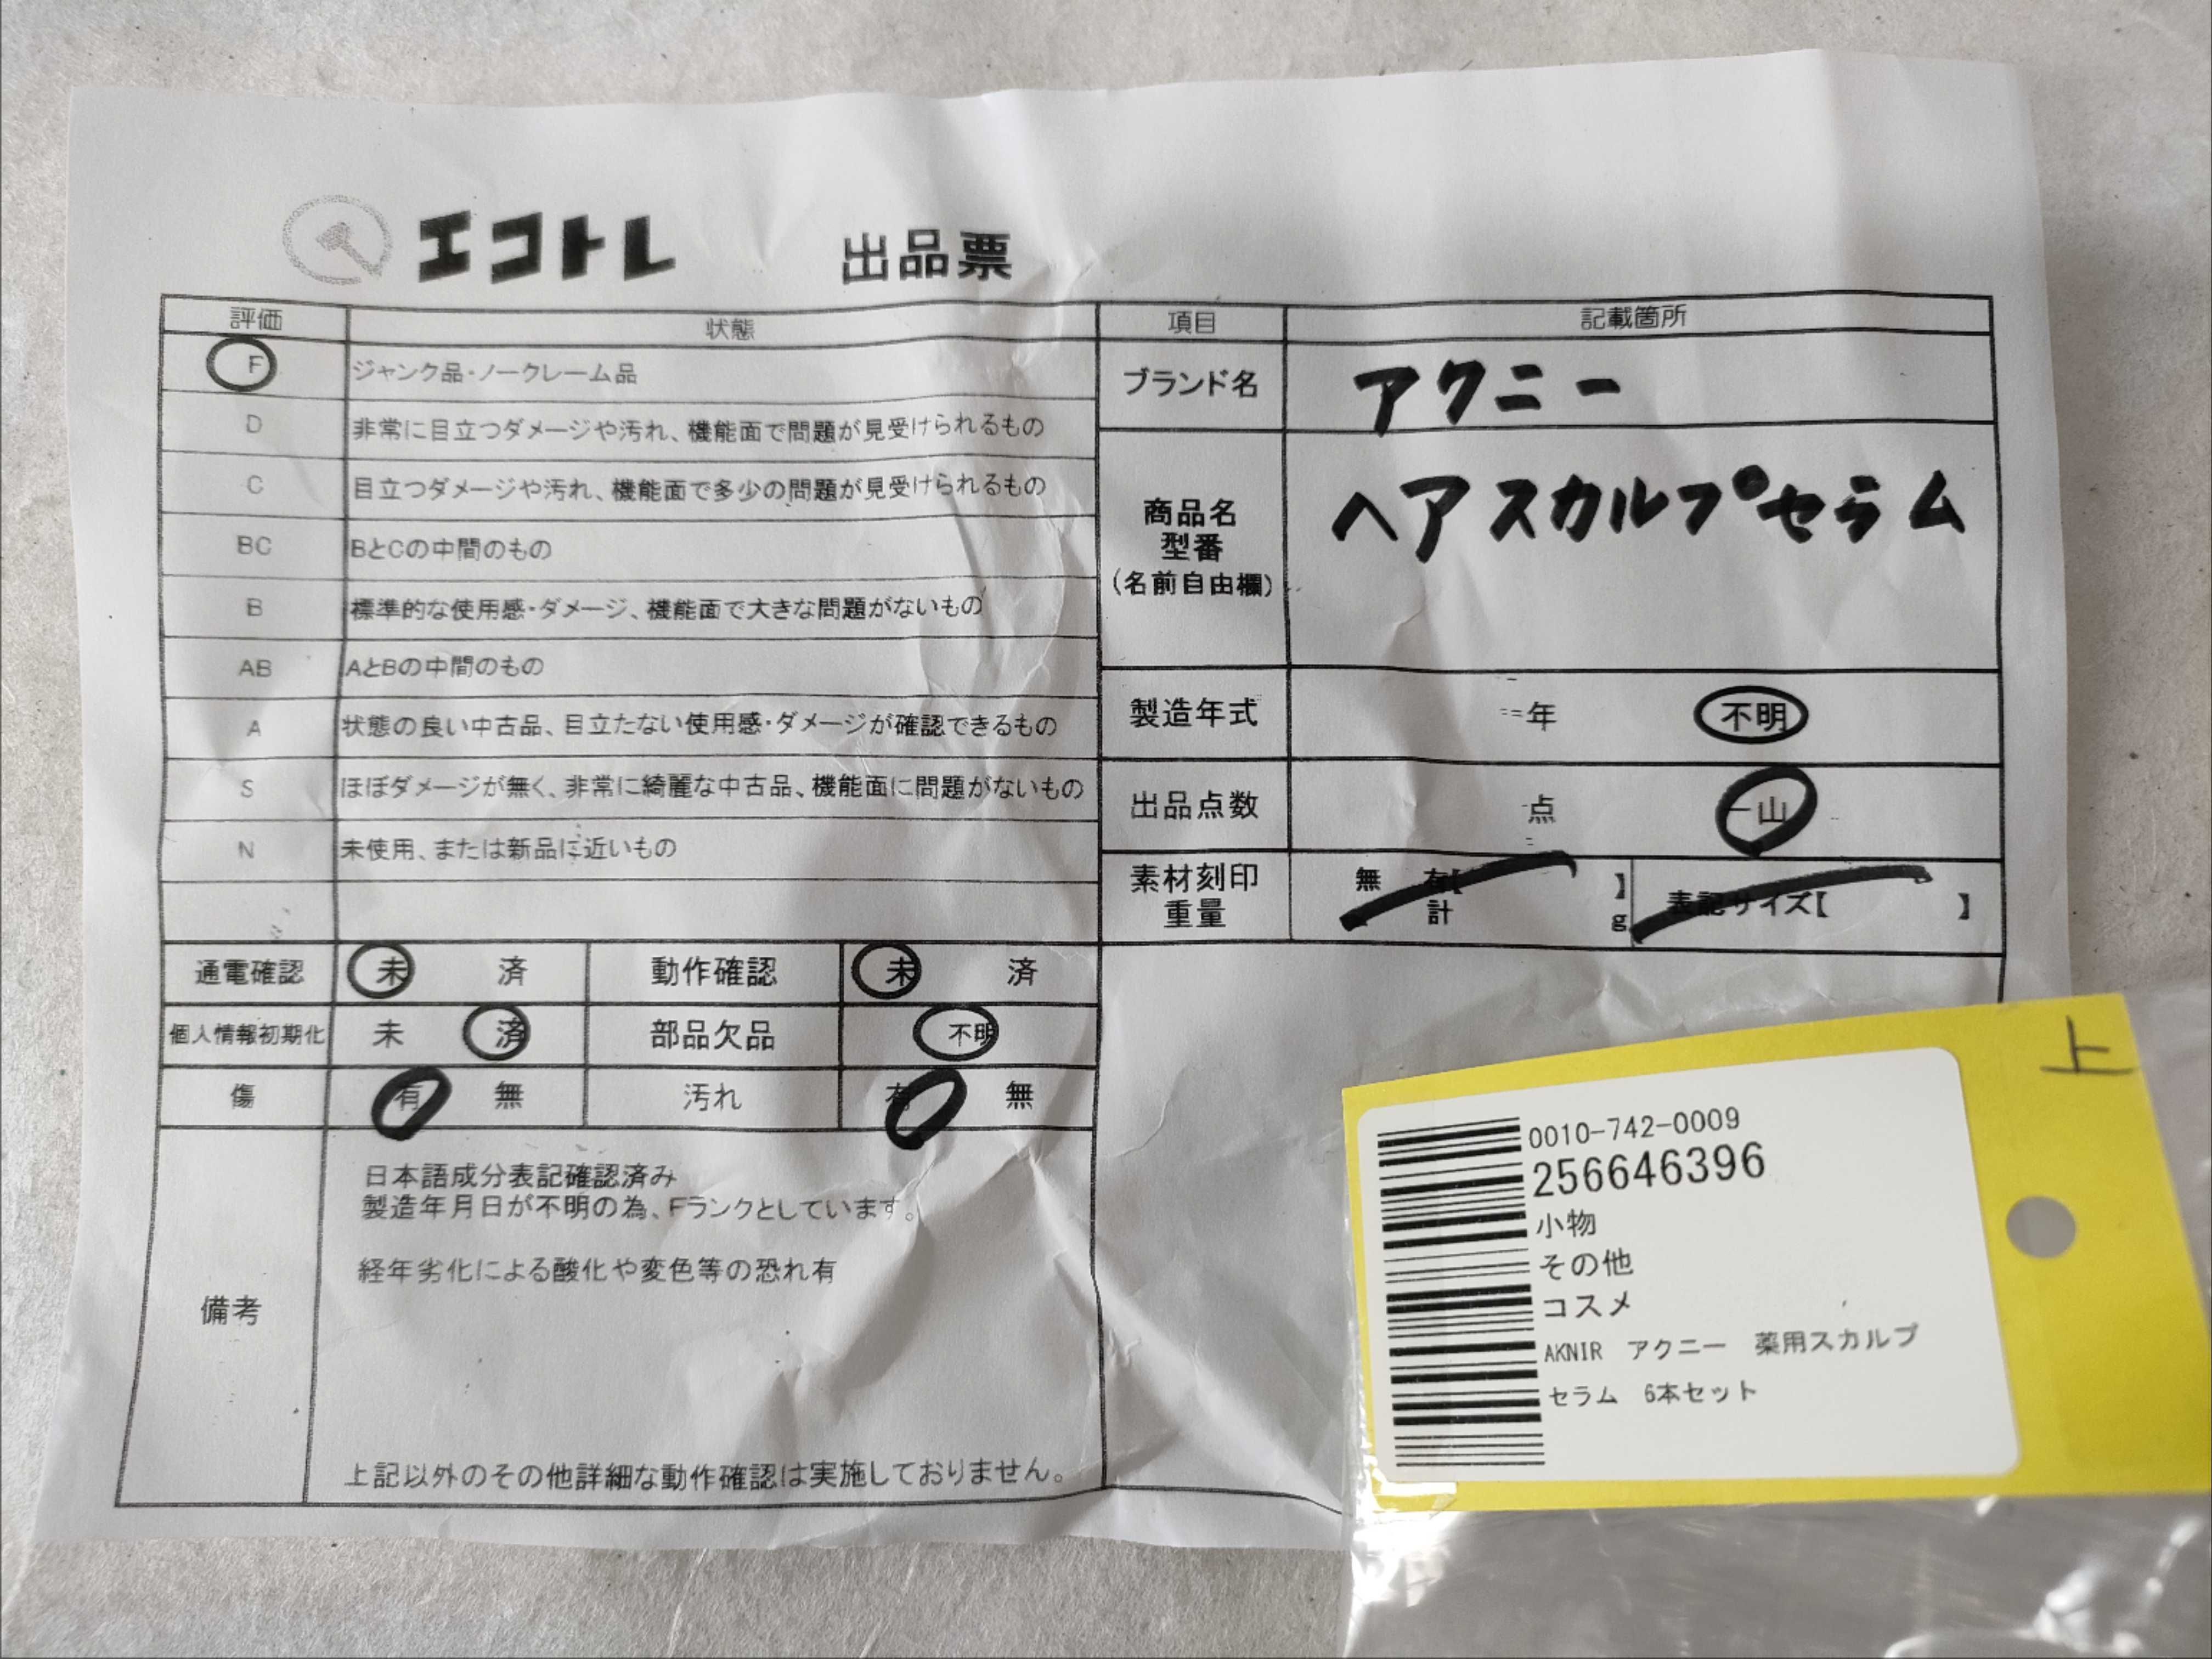 エコトレ 出品票
評価 状態
F ジャンク品・ノークレーム品
D 非常に目立つダメージや汚れ、機能面で問題が見受けられるもの
C 目立つダメージや汚れ、機能面で多少の問題が見受けられるもの
BC BとCの中間のもの
B 標準的な使用感・ダメージ、機能面で大きな問題がないもの
AB AとBの中間のもの
A 状態の良い中古品、目立たない使用感・ダメージが確認できるもの
S ほぼダメージが無く、非常に綺麗な中古品、機能面に問題がないもの
N 未使用、または新品に近いもの
項目 記載箇所
ブランド名 アクニー
商品名
型番
(名前自由欄)
ヘアスカルプセラム
製造年式 年 不明
出品点数 点 一山
素材刻印
重量
無 有【 】
計 g
表記サイズ【 】
通電確認 未 済 動作確認 未 済
個人情報初期化 未 済 部品欠品 不明
傷 有 無 汚れ 有 無
備考
日本語成分表記確認済み
製造年月日が不明の為、Fランクとしています。
経年劣化による酸化や変色等の恐れ有
上記以外のその他詳細な動作確認は実施しておりません。
上
0010-742-0009
256646396
小物
その他
コスメ
AKNIR アクニー 薬用スカルプ
セラム 6本セット